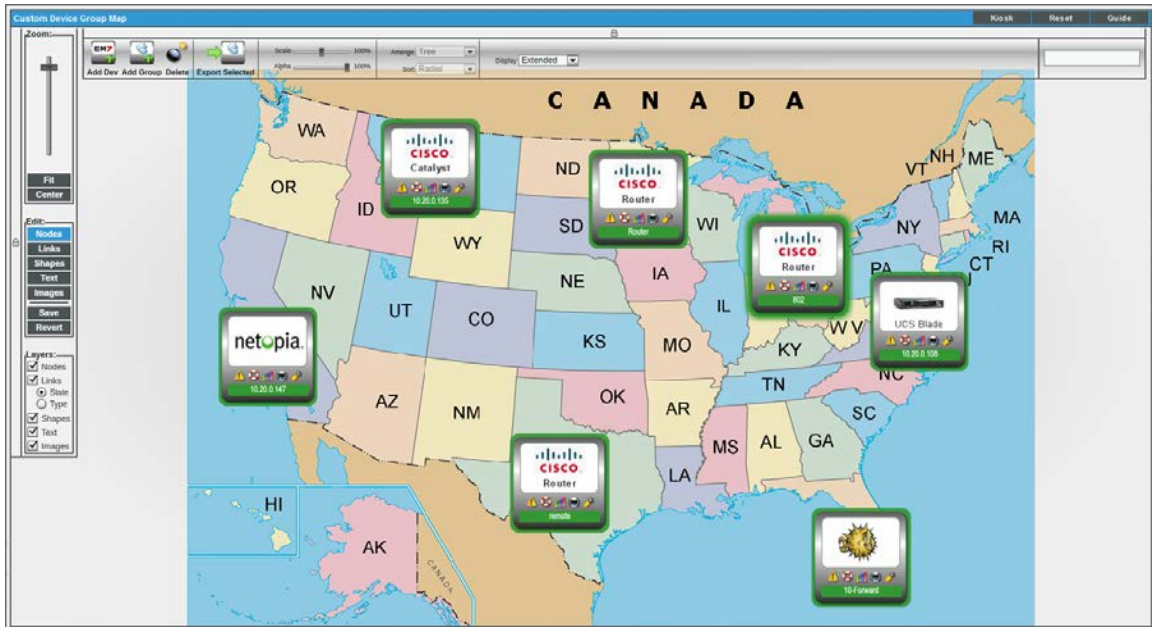 Custom Device Group Map
Kiosk Reset Guide
Zoom:
EM7
Add Dev Add Group Delete Export Selected
Scale 100%
Alpha 100%
Arrange Tree
Sort Radial
Display Extended
Fit
Center
Edit:
Nodes
Links
Shapes
Text
Images
Save
Revert
Layers:
Nodes
Links
State
Type
Shapes
Text
Images
C A N A D A
WA
OR
ID
WY
ND
SD
NE
WI
IA
NV
UT
CO
KS
MO
IL
KY
WV
PA
NY
VT
NH
ME
MA
RI
CT
J
AZ
NM
OK
AR
TN
NC
SC
MS
AL
GA
LA
HI
AK
CANADA
CISCO.
Catalyst
10.20.0.135
CISCO.
Router
Router
CISCO.
Router
802
UCS Blade
10.20.0.108
netopia.
10.20.0.147
CISCO.
Router
remote
10-Forward